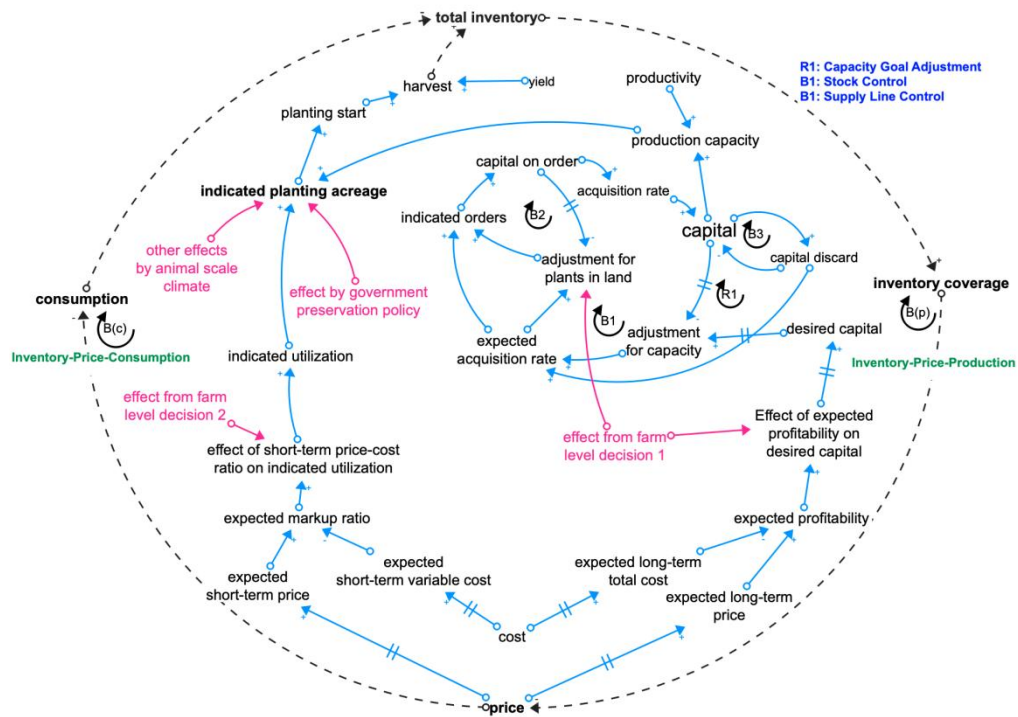 total inventory
R1: Capacity Goal Adjustment
B1: Stock Control
B1: Supply Line Control
harvest
yield
productivity
planting start
production capacity
capital on order
acquisition rate
indicated planting acreage
indicated orders
B2
capital
B3
other effects
by animal scale
climate
adjustment for
plants in land
capital discard
effect by government
preservation policy
consumption
inventory coverage
R1
B(c)
B(p)
B1
Inventory-Price-Consumption
indicated utilization
expected
acquisition rate
adjustment
for capacity
desired capital
Inventory-Price-Production
effect from farm
level decision 2
effect from farm
level decision 1
Effect of expected
profitability on
desired capital
effect of short-term price-cost
ratio on indicated utilization
expected markup ratio
expected profitability
expected
short-term price
expected
short-term variable cost
expected long-term
total cost
expected long-term
price
cost
price